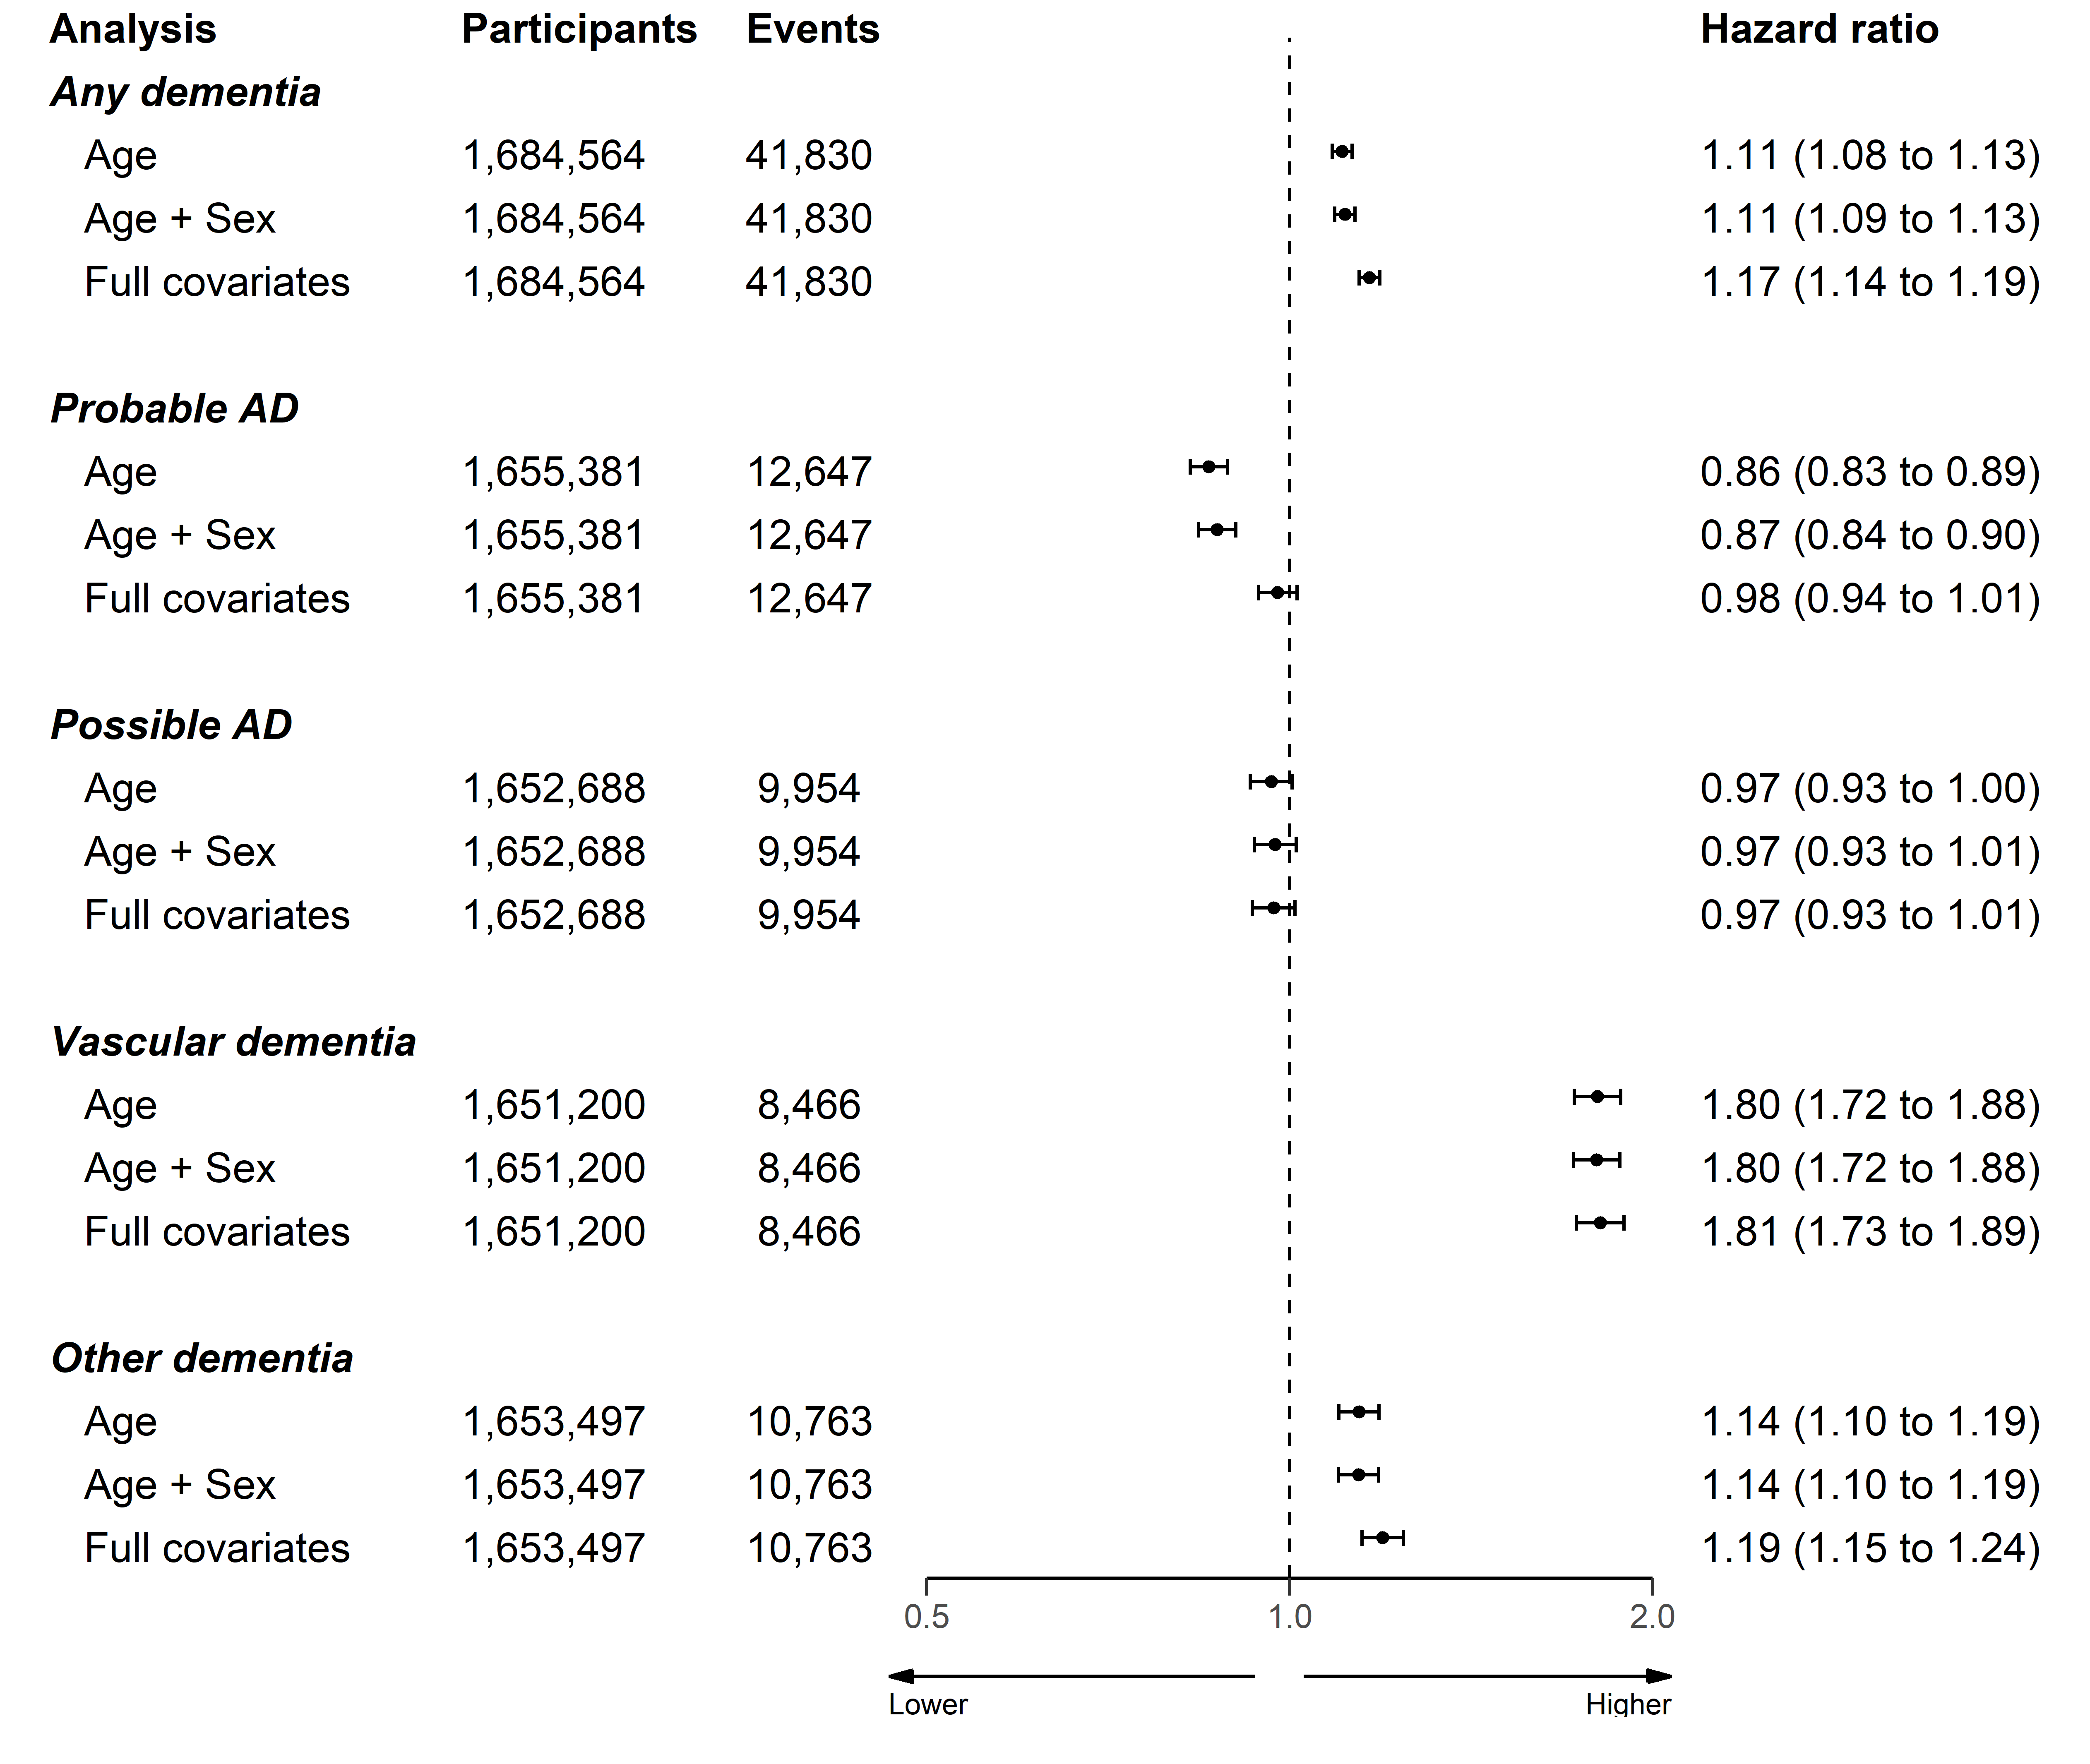 Analysis Participants Events Hazard ratio
Any dementia
Age 1,684,564 41,830 1.11 (1.08 to 1.13)
Age + Sex 1,684,564 41,830 1.11 (1.09 to 1.13)
Full covariates 1,684,564 41,830 1.17 (1.14 to 1.19)
Probable AD
Age 1,655,381 12,647 0.86 (0.83 to 0.89)
Age + Sex 1,655,381 12,647 0.87 (0.84 to 0.90)
Full covariates 1,655,381 12,647 0.98 (0.94 to 1.01)
Possible AD
Age 1,652,688 9,954 0.97 (0.93 to 1.00)
Age + Sex 1,652,688 9,954 0.97 (0.93 to 1.01)
Full covariates 1,652,688 9,954 0.97 (0.93 to 1.01)
Vascular dementia
Age 1,651,200 8,466 1.80 (1.72 to 1.88)
Age + Sex 1,651,200 8,466 1.80 (1.72 to 1.88)
Full covariates 1,651,200 8,466 1.81 (1.73 to 1.89)
Other dementia
Age 1,653,497 10,763 1.14 (1.10 to 1.19)
Age + Sex 1,653,497 10,763 1.14 (1.10 to 1.19)
Full covariates 1,653,497 10,763 1.19 (1.15 to 1.24)
0.5 1.0 2.0
Lower Higher